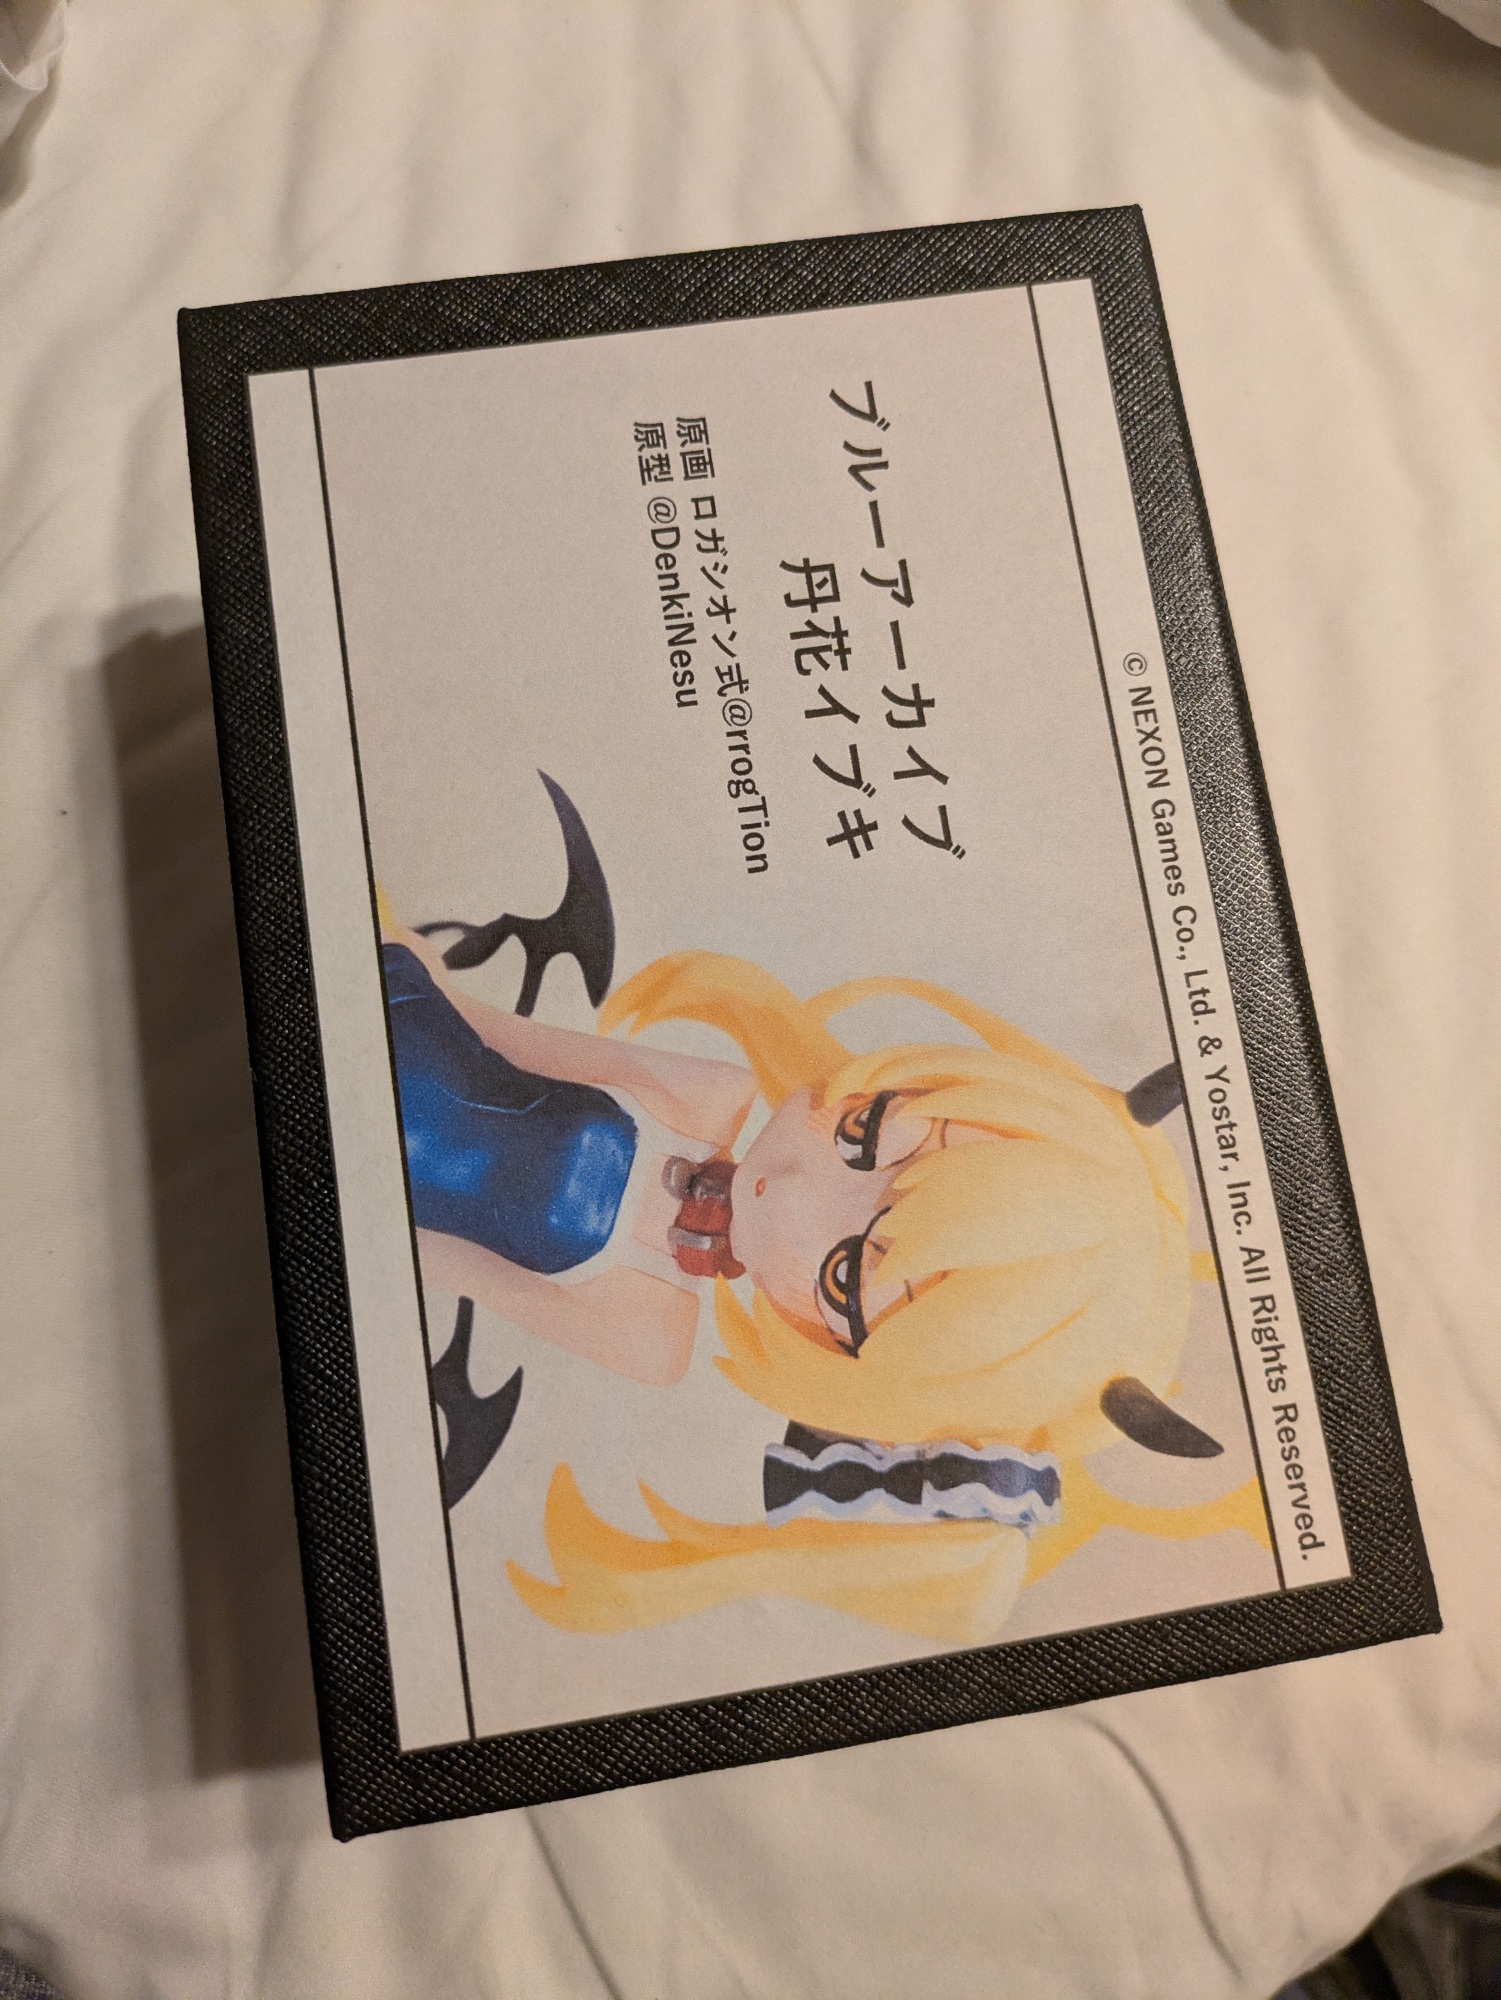 © NEXON Games Co., Ltd. & Yostar, Inc. All Rights Reserved.
ブルーアーカイブ
丹花イブキ
原画 ロガシオン式@rrogTion
原型 @DenkiNesu